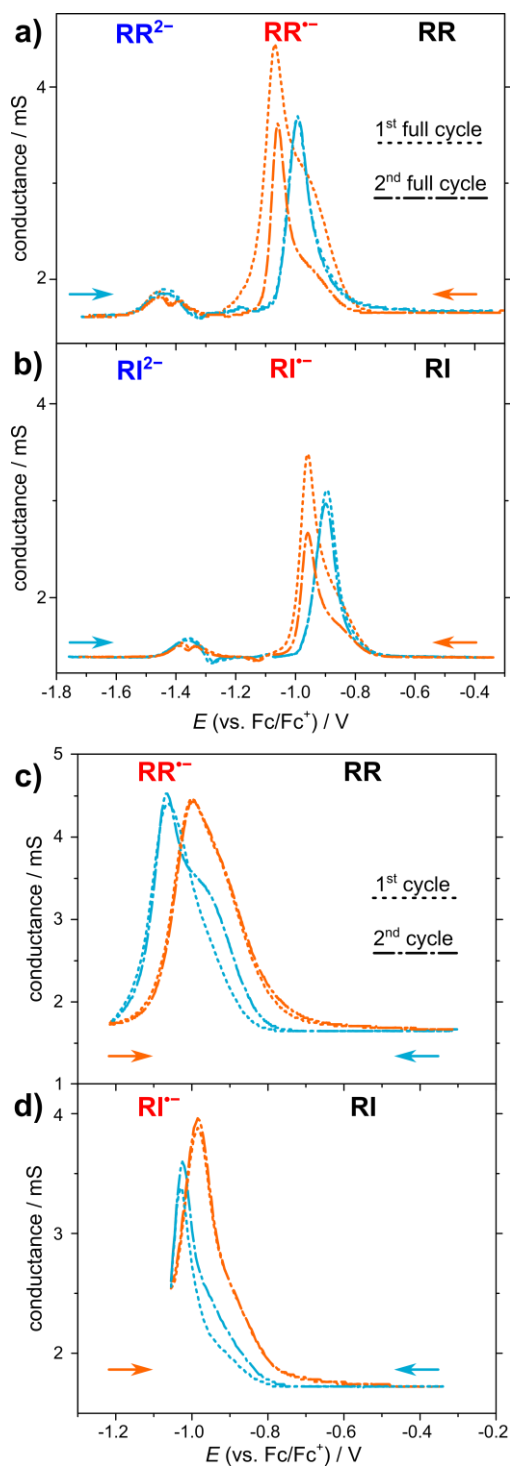 a) RR²⁻ RR•⁻ RR
4
1ˢᵗ full cycle
2ⁿᵈ full cycle
2
conductance / mS
b) RI²⁻ RI•⁻ RI
4
2
conductance / mS
-1.8 -1.6 -1.4 -1.2 -1.0 -0.8 -0.6 -0.4
E (vs. Fc/Fc⁺) / V
c) RR•⁻ RR
5
4
1ˢᵗ cycle
3
2ⁿᵈ cycle
2
1
conductance / mS
d) RI•⁻ RI
4
3
2
conductance / mS
-1.2 -1.0 -0.8 -0.6 -0.4 -0.2
E (vs. Fc/Fc⁺) / V